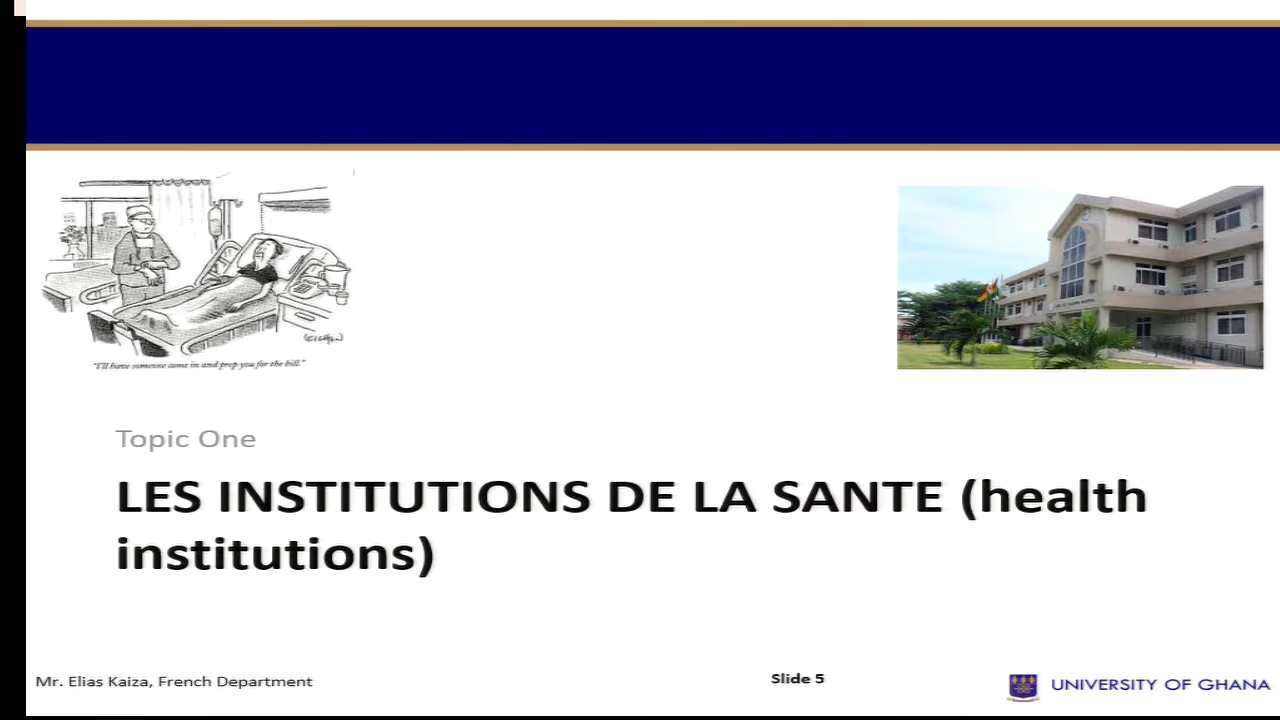 "I'll have someone come in and prep you for the bill."
Topic One
LES INSTITUTIONS DE LA SANTE (health
institutions)
Mr. Elias Kaiza, French Department
Slide 5
UNIVERSITY OF GHANA